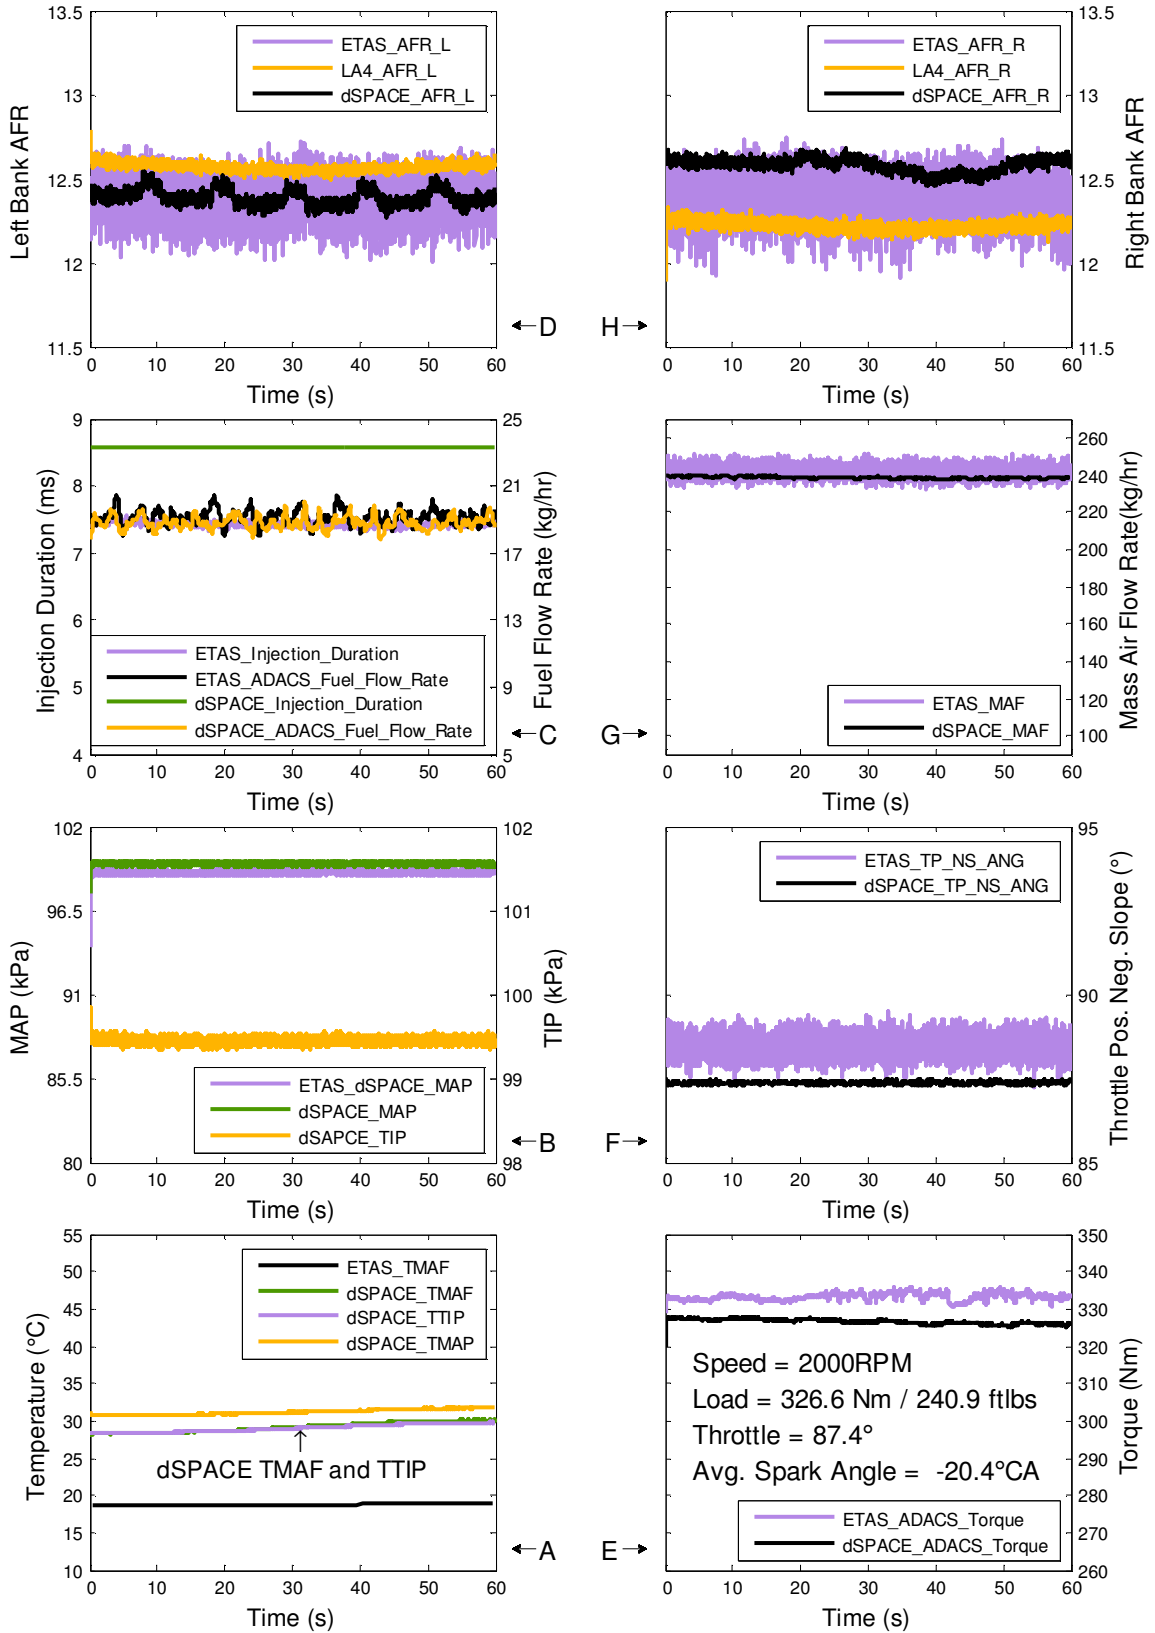 13.5
13
12.5
12
11.5
Left Bank AFR
ETAS_AFR_L
LA4_AFR_L
dSPACE_AFR_L
0 10 20 30 40 50 60
Time (s)
←D
13.5
13
12.5
12
11.5
Right Bank AFR
ETAS_AFR_R
LA4_AFR_R
dSPACE_AFR_R
0 10 20 30 40 50 60
Time (s)
H→
9
8
7
6
5
4
Injection Duration (ms)
25
21
17
13
9
5
Fuel Flow Rate (kg/hr)
ETAS_Injection_Duration
ETAS_ADACS_Fuel_Flow_Rate
dSPACE_Injection_Duration
dSPACE_ADACS_Fuel_Flow_Rate
0 10 20 30 40 50 60
Time (s)
←C
260
240
220
200
180
160
140
120
100
Mass Air Flow Rate(kg/hr)
ETAS_MAF
dSPACE_MAF
0 10 20 30 40 50 60
Time (s)
G→
102
96.5
91
85.5
80
MAP (kPa)
102
101
100
99
98
TIP (kPa)
ETAS_dSPACE_MAP
dSPACE_MAP
dSAPCE_TIP
0 10 20 30 40 50 60
Time (s)
←B
95
90
85
Throttle Pos. Neg. Slope (°)
ETAS_TP_NS_ANG
dSPACE_TP_NS_ANG
0 10 20 30 40 50 60
Time (s)
F→
55
50
45
40
35
30
25
20
15
10
Temperature (°C)
ETAS_TMAF
dSPACE_TMAF
dSPACE_TTIP
dSPACE_TMAP
dSPACE TMAF and TTIP
0 10 20 30 40 50 60
Time (s)
←A
350
340
330
320
310
300
290
280
270
260
Torque (Nm)
Speed = 2000RPM
Load = 326.6 Nm / 240.9 ftlbs
Throttle = 87.4°
Avg. Spark Angle = -20.4°CA
ETAS_ADACS_Torque
dSPACE_ADACS_Torque
0 10 20 30 40 50 60
Time (s)
E→